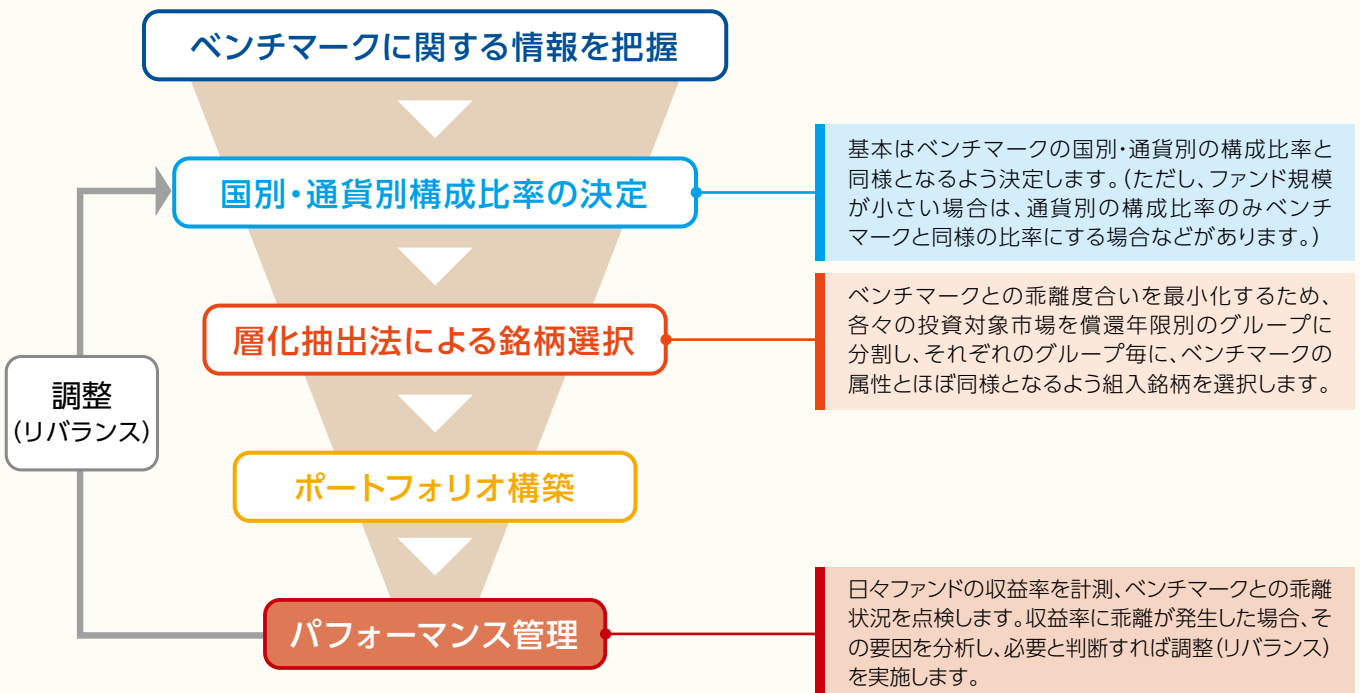 ベンチマークに関する情報を把握
国別・通貨別構成比率の決定
基本はベンチマークの国別・通貨別の構成比率と
同様となるよう決定します。(ただし、ファンド規模
が小さい場合は、通貨別の構成比率のみベンチ
マークと同様の比率にする場合などがあります。)
層化抽出法による銘柄選択
ベンチマークとの乖離度合いを最小化するため、
各々の投資対象市場を償還年限別のグループに
分割し、それぞれのグループ毎に、ベンチマークの
属性とほぼ同様となるよう組入銘柄を選択します。
調整
(リバランス)
ポートフォリオ構築
パフォーマンス管理
日々ファンドの収益率を計測、ベンチマークとの乖離
状況を点検します。収益率に乖離が発生した場合、そ
の要因を分析し、必要と判断すれば調整(リバランス)
を実施します。